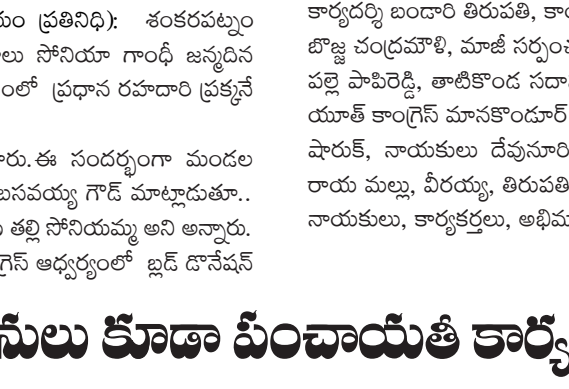 యం (ప్రతినిధి): శంకరపట్నం
లు సోనియా గాంధీ జన్మదిన
ంలో ప్రధాన రహదారి ప్రక్కనే
రు.ఈ సందర్భంగా మండల
బసవయ్య గౌడ్ మాట్లాడుతూ..
తల్లి సోనియమ్మ అని అన్నారు.
గ్రెస్ ఆధ్వర్యంలో బ్లడ్ డొనేషన్
కార్యదర్శి బండారి తిరుపతి, కాం
బొజ్జ చంద్రమౌళి, మాజీ సర్పంచ
పల్లె పాపిరెడ్డి, తాటికొండ సదా
యూత్ కాంగ్రెస్ మానకొండూర్
షారుక్, నాయకులు దేవునూరి
రాయ మల్లు, వీరయ్య, తిరుపతి
నాయకులు, కార్యకర్తలు, అభిమ
నులు కూడా పంచాయతీ కార్య